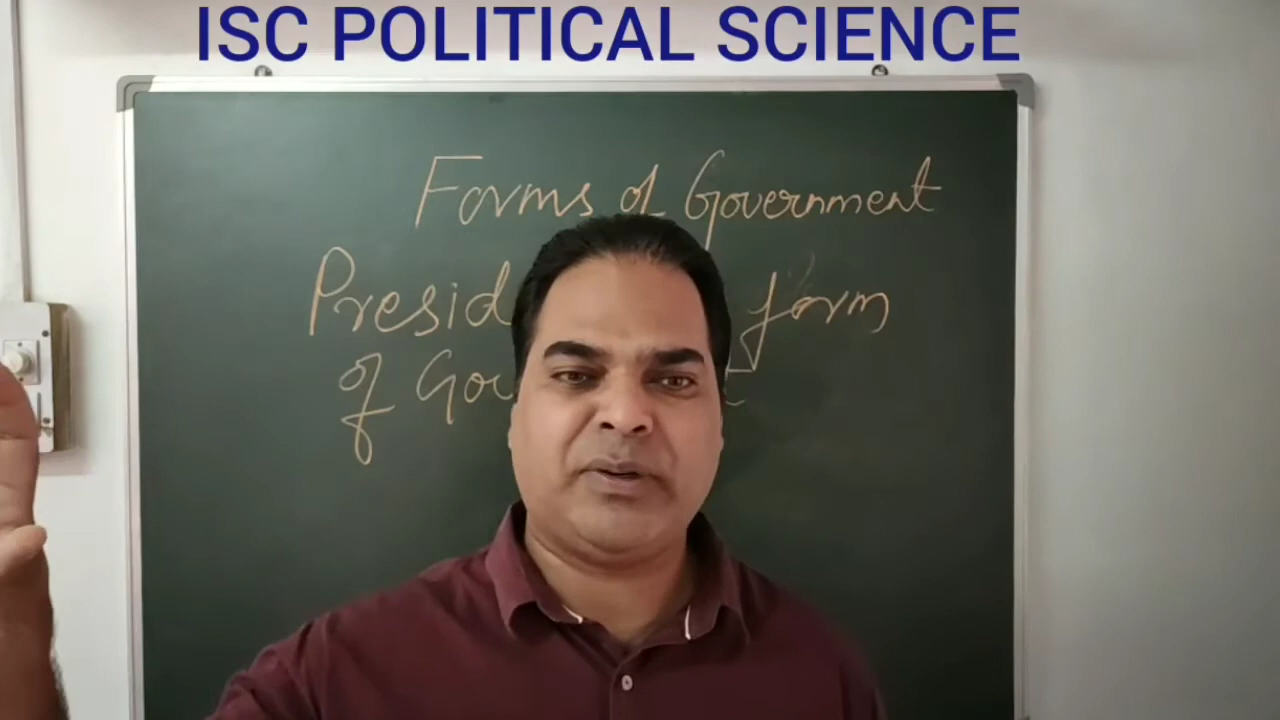 ISC POLITICAL SCIENCE
Forms of Government
Presid form
of Gov